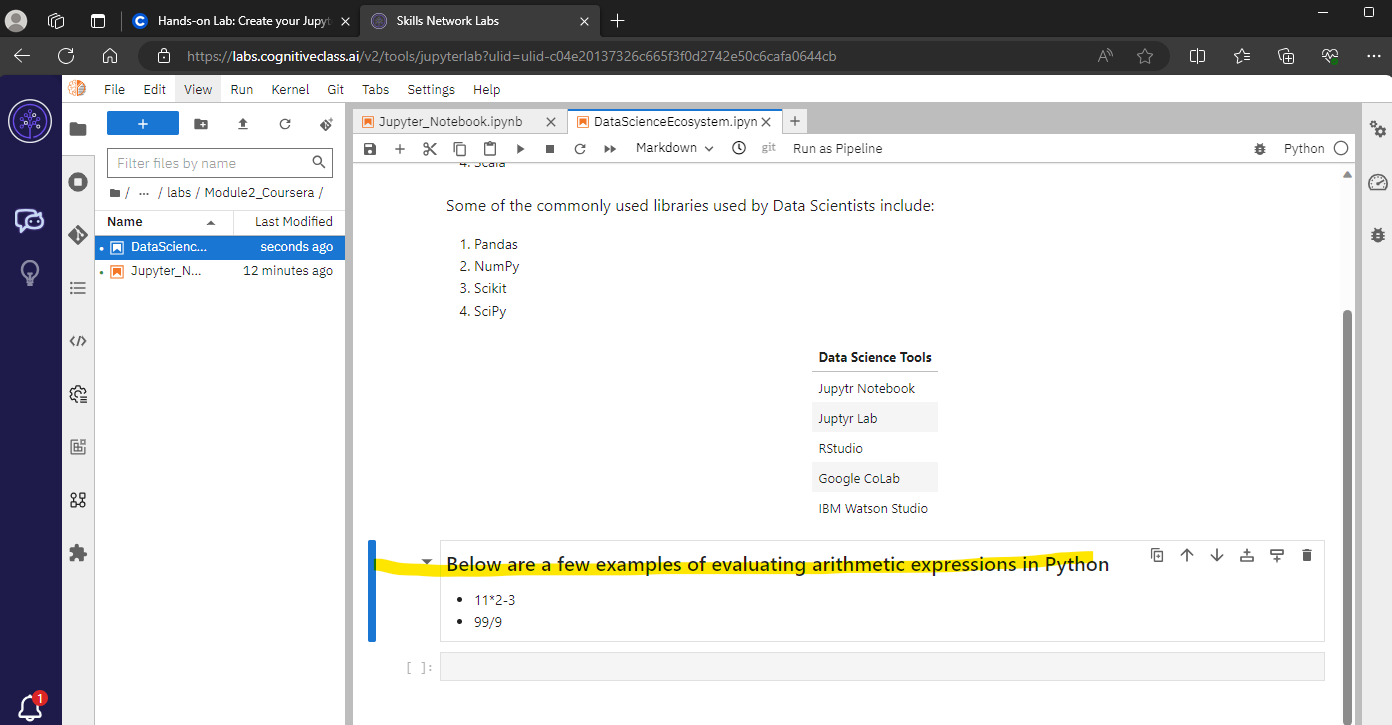 Hands-on Lab: Create your Jupyt
Skills Network Labs
https://labs.cognitiveclass.ai/v2/tools/jupyterlab?ulid=ulid-c04e20137326c665f3f0d2742e50c6cafa0644cb
File Edit View Run Kernel Git Tabs Settings Help
Jupyter_Notebook.ipynb
DataScienceEcosystem.ipyn
Filter files by name
Markdown
git
Run as Pipeline
Python
/ ... / labs / Module2_Coursera /
Name Last Modified
DataScienc... seconds ago
Jupyter_N... 12 minutes ago
4. Scala
Some of the commonly used libraries used by Data Scientists include:
1. Pandas
2. NumPy
3. Scikit
4. SciPy
Data Science Tools
Jupytr Notebook
Juptyr Lab
RStudio
Google CoLab
IBM Watson Studio
Below are a few examples of evaluating arithmetic expressions in Python
• 11*2-3
• 99/9
[ ]:
1